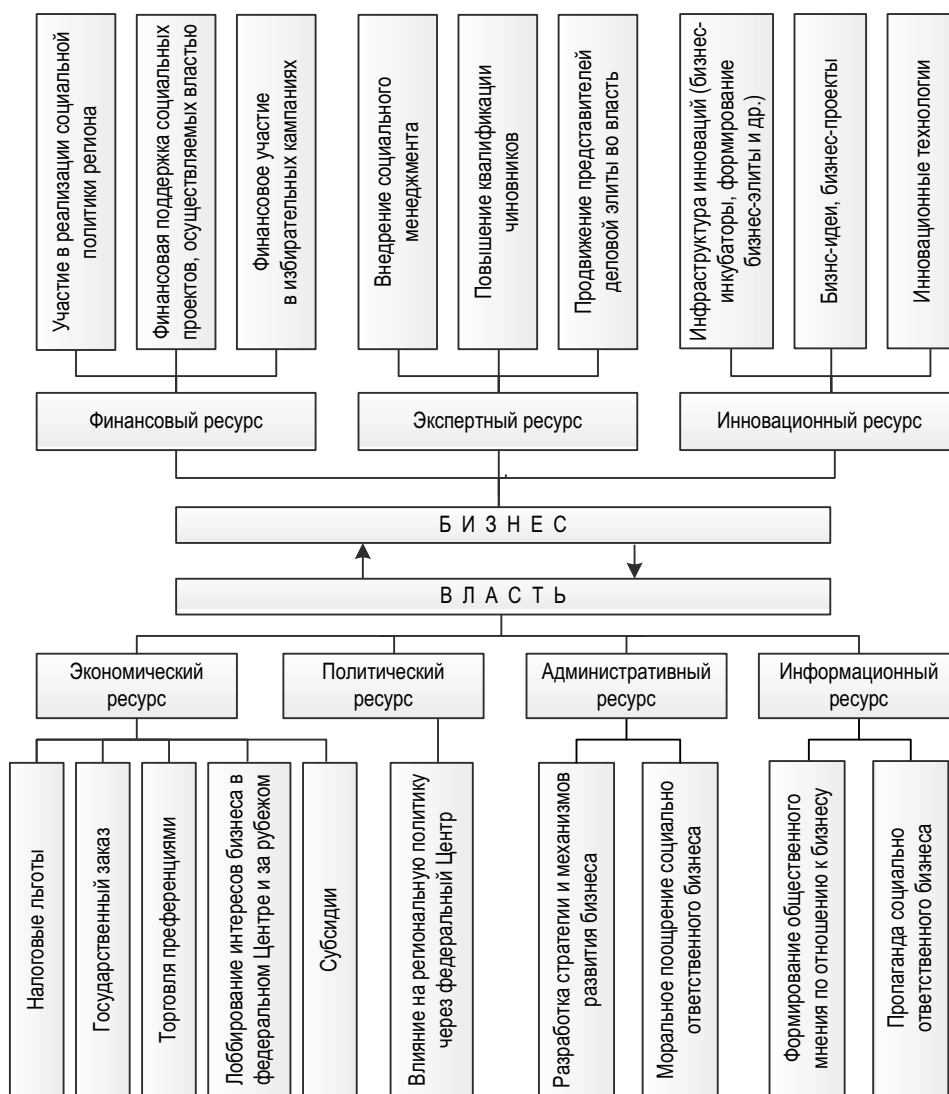 Участие в реализации социальной
политики региона
Финансовая поддержка социальных
проектов, осуществляемых властью
Финансовое участие
в избирательных кампаниях
Внедрение социального
менеджмента
Повышение квалификации
чиновников
Продвижение представителей
деловой элиты во власть
Инфраструктура инноваций (бизнес-
инкубаторы, формирование
бизнес-элиты и др.)
Бизнс-идеи, бизнес-проекты
Инновационные технологии
Финансовый ресурс
Экспертный ресурс
Инновационный ресурс
Б И З Н Е С
В Л А С Т Ь
Экономический
ресурс
Политический
ресурс
Административный
ресурс
Информационный
ресурс
Налоговые льготы
Государственный заказ
Торговля преференциями
Лоббирование интересов бизнеса в
федеральном Центре и за рубежом
Субсидии
Влияние на региональную политику
через федеральный Центр
Разработка стратегии и механизмов
развития бизнеса
Моральное поощрение социально
ответственного бизнеса
Формирование общественного
мнения по отношению к бизнесу
Пропаганда социально
ответственного бизнеса